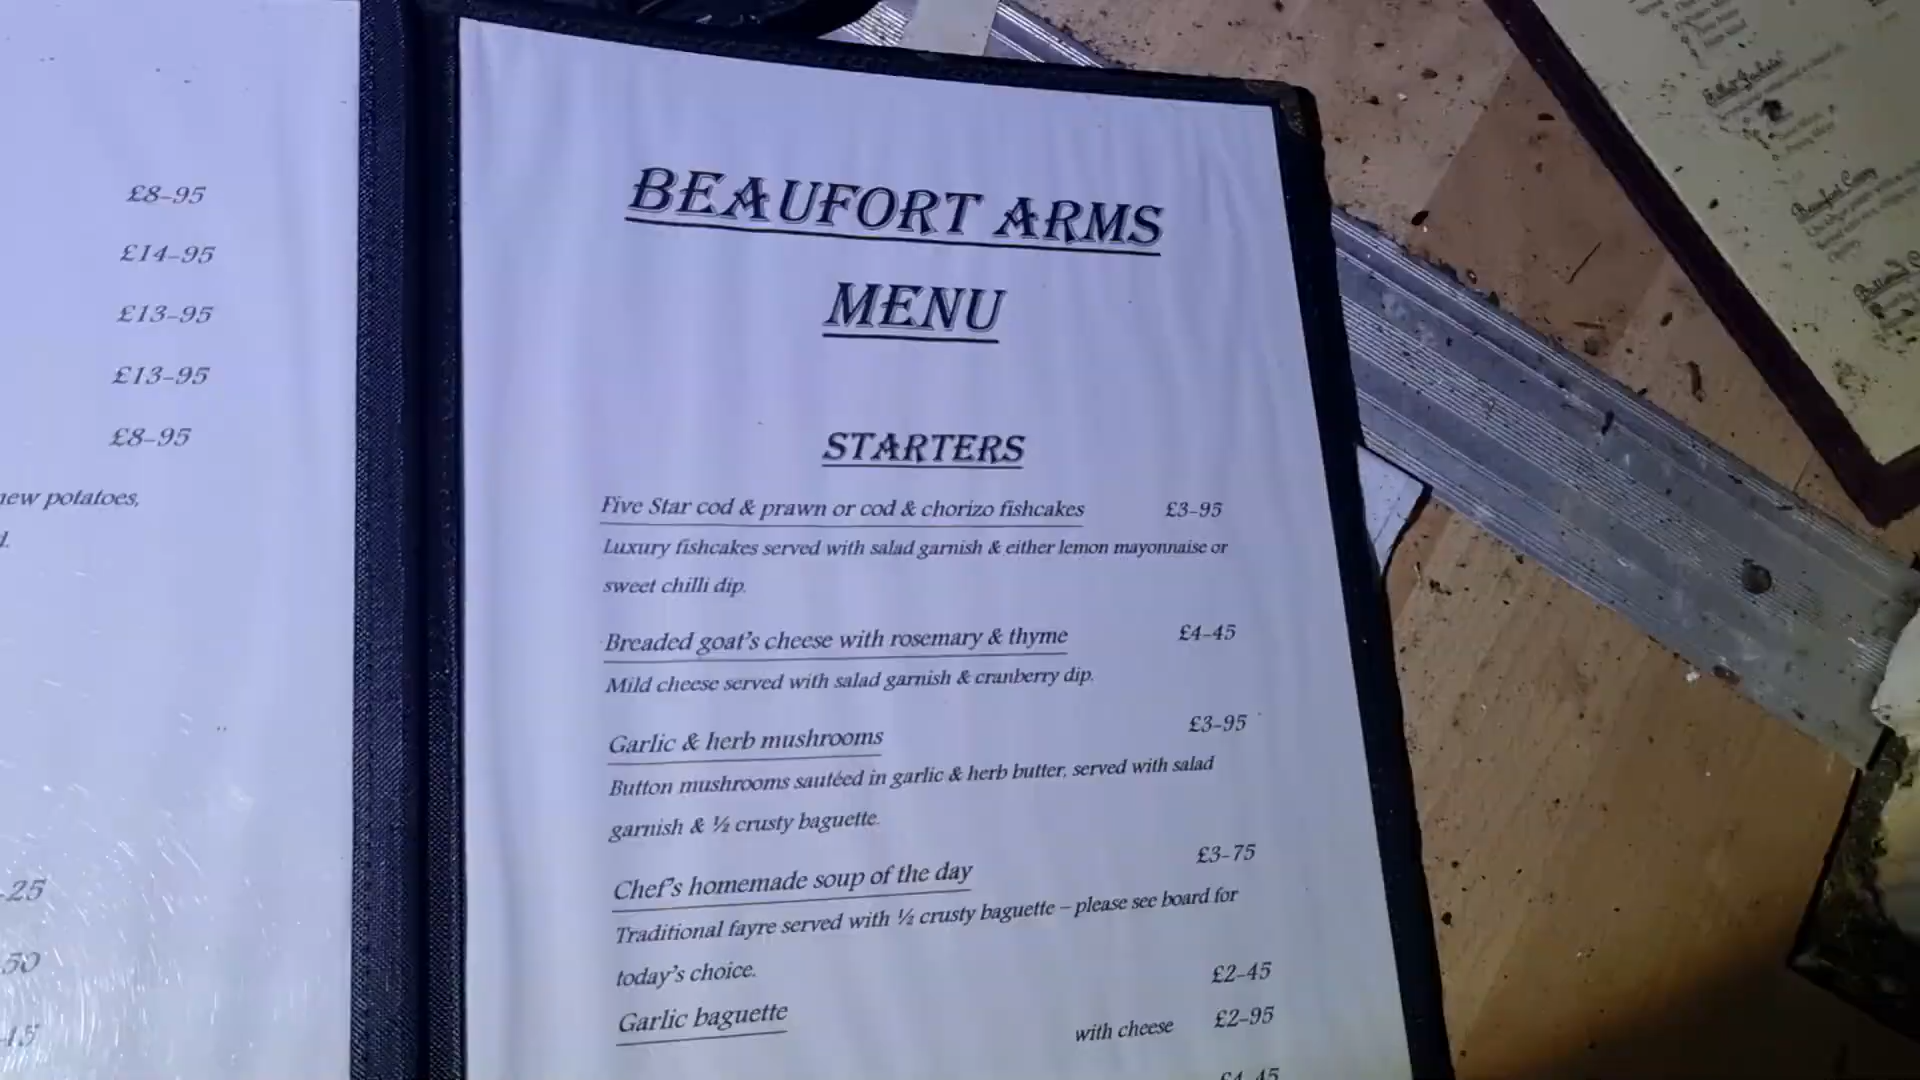 £8-95
£14-95
£13-95
£13-95
£8-95
new potatoes,
BEAUFORT ARMS
MENU
STARTERS
Five Star cod & prawn or cod & chorizo fishcakes £3-95
Luxury fishcakes served with salad garnish & either lemon mayonnaise or
sweet chilli dip.
Breaded goat's cheese with rosemary & thyme £4-45
Mild cheese served with salad garnish & cranberry dip.
Garlic & herb mushrooms £3-95
Button mushrooms sautéed in garlic & herb butter, served with salad
garnish & ½ crusty baguette.
Chef's homemade soup of the day £3-75
Traditional fayre served with ½ crusty baguette – please see board for
today's choice.
Garlic baguette £2-45
with cheese £2-95
Beaufort Curry